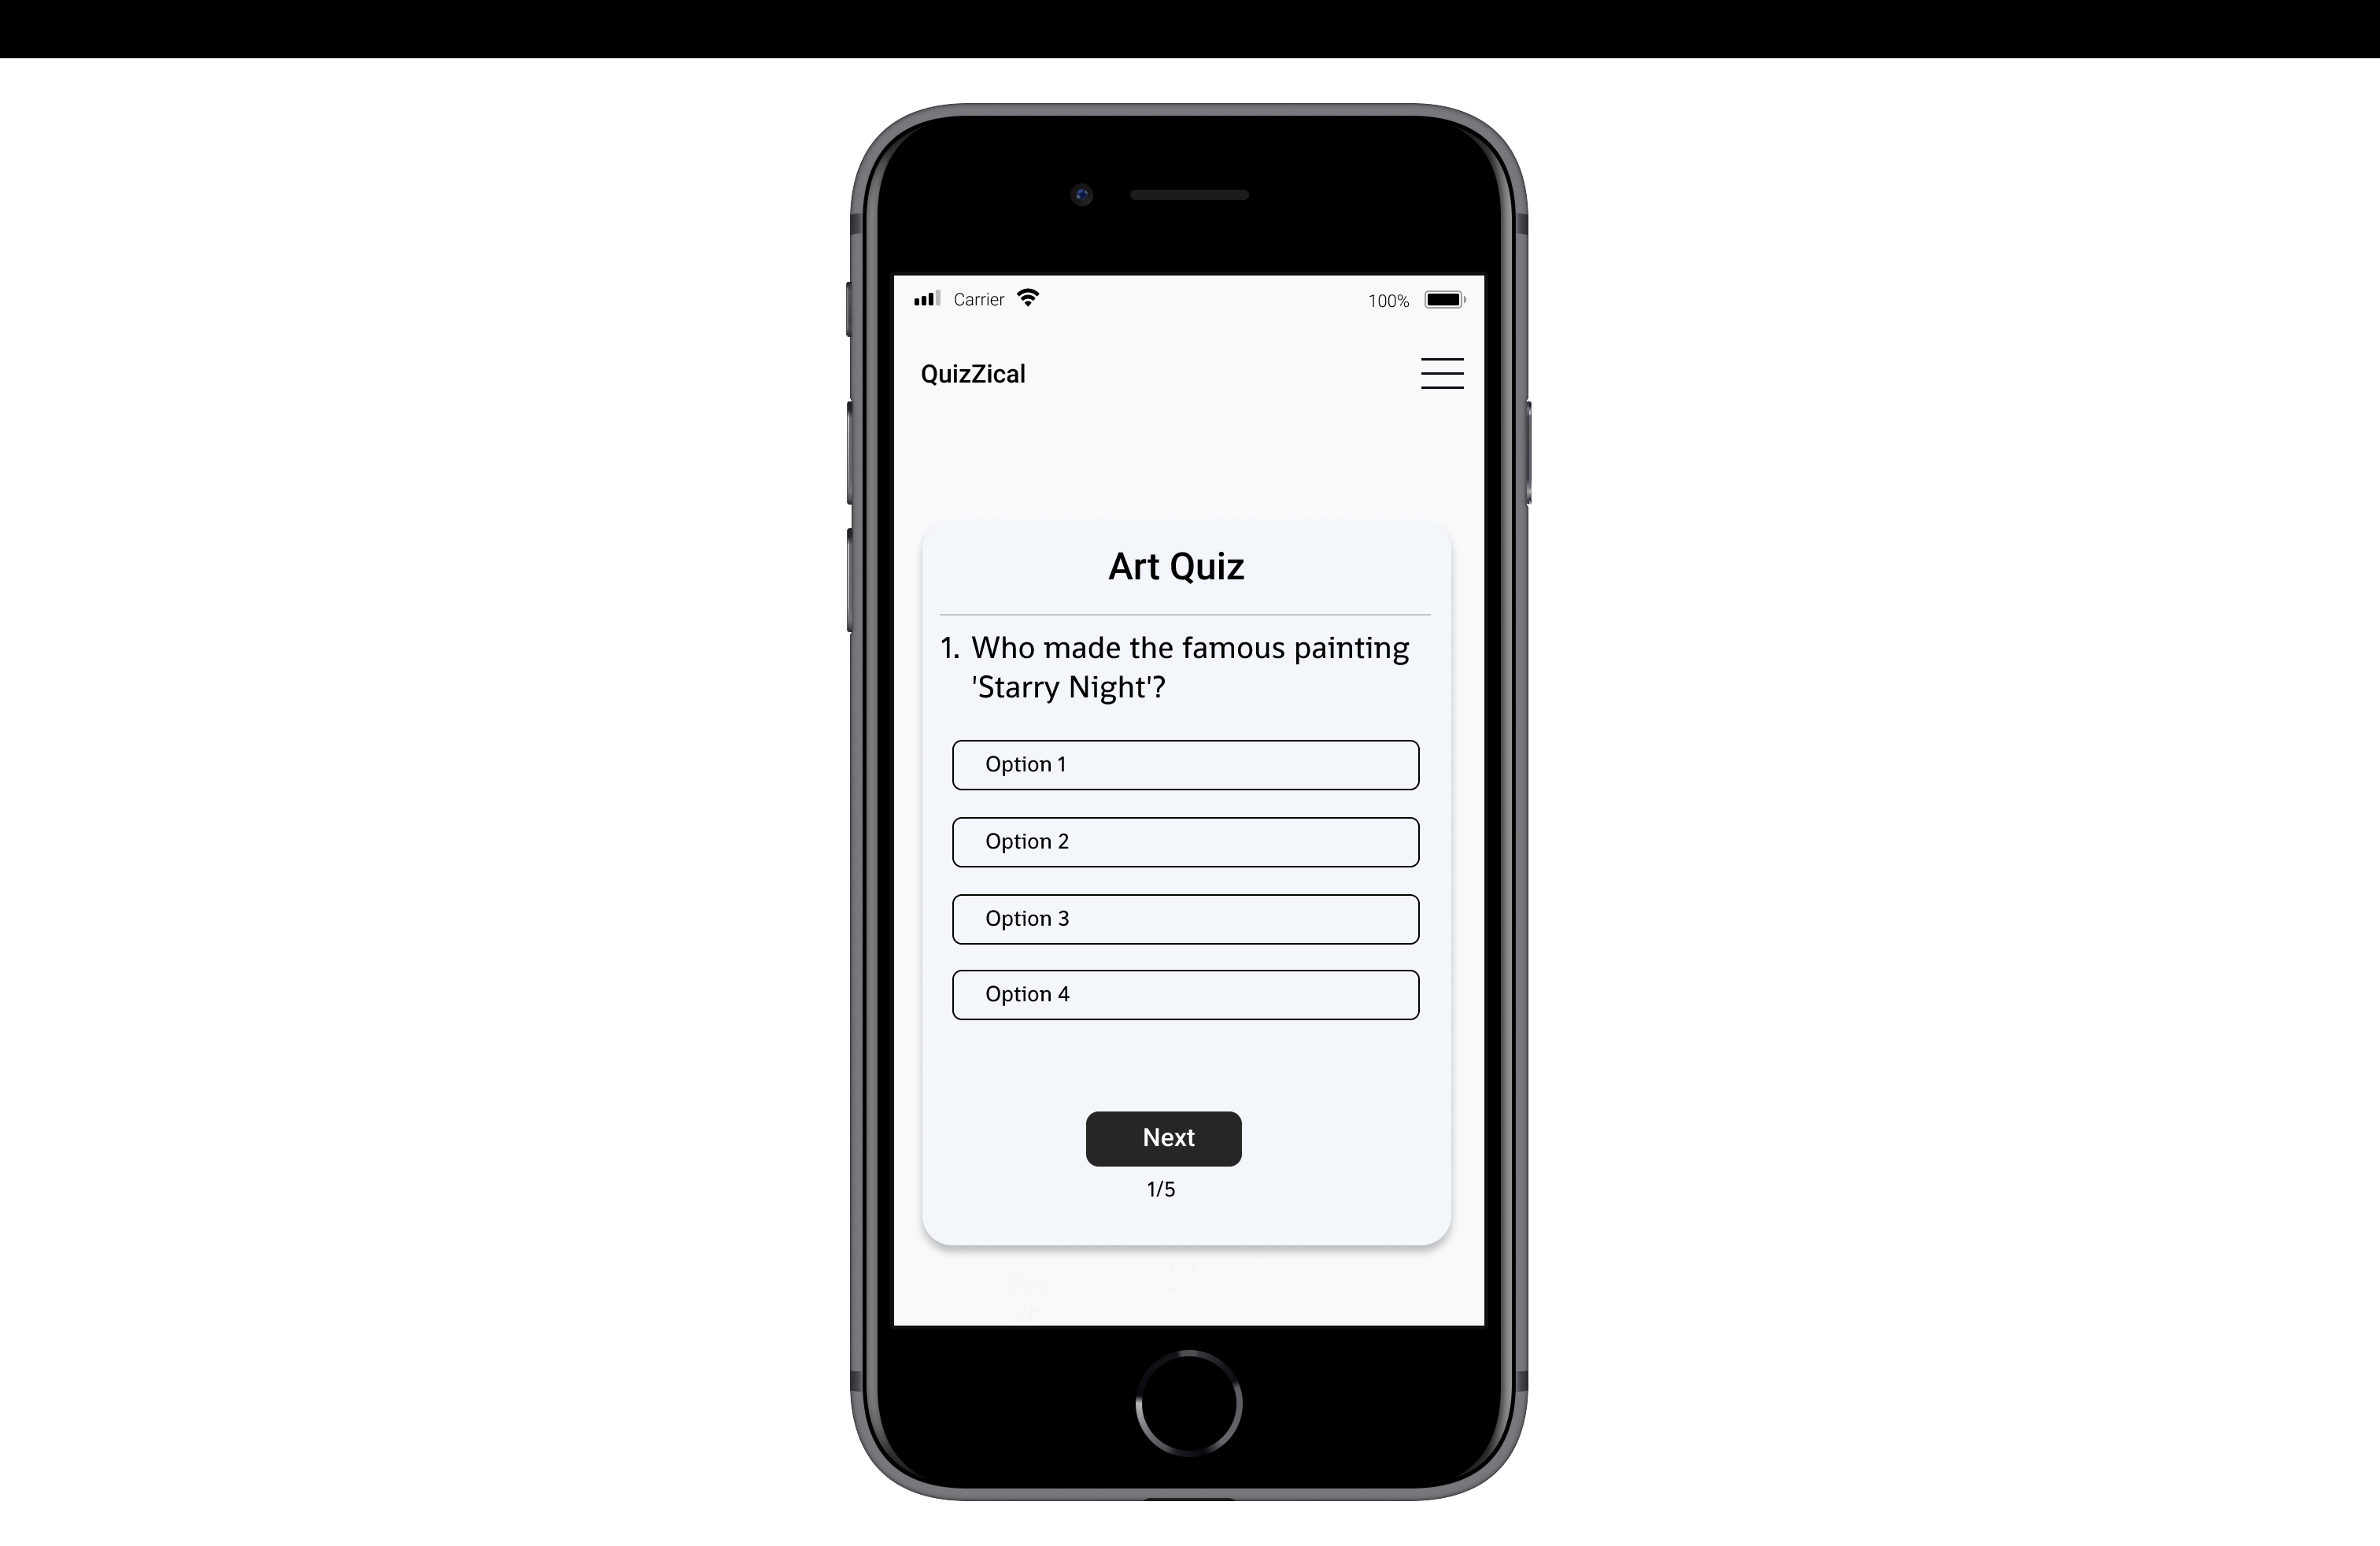 Carrier 100%
QuizZical
Art Quiz
1. Who made the famous painting
'Starry Night'?
Option 1
Option 2
Option 3
Option 4
Next
1/5